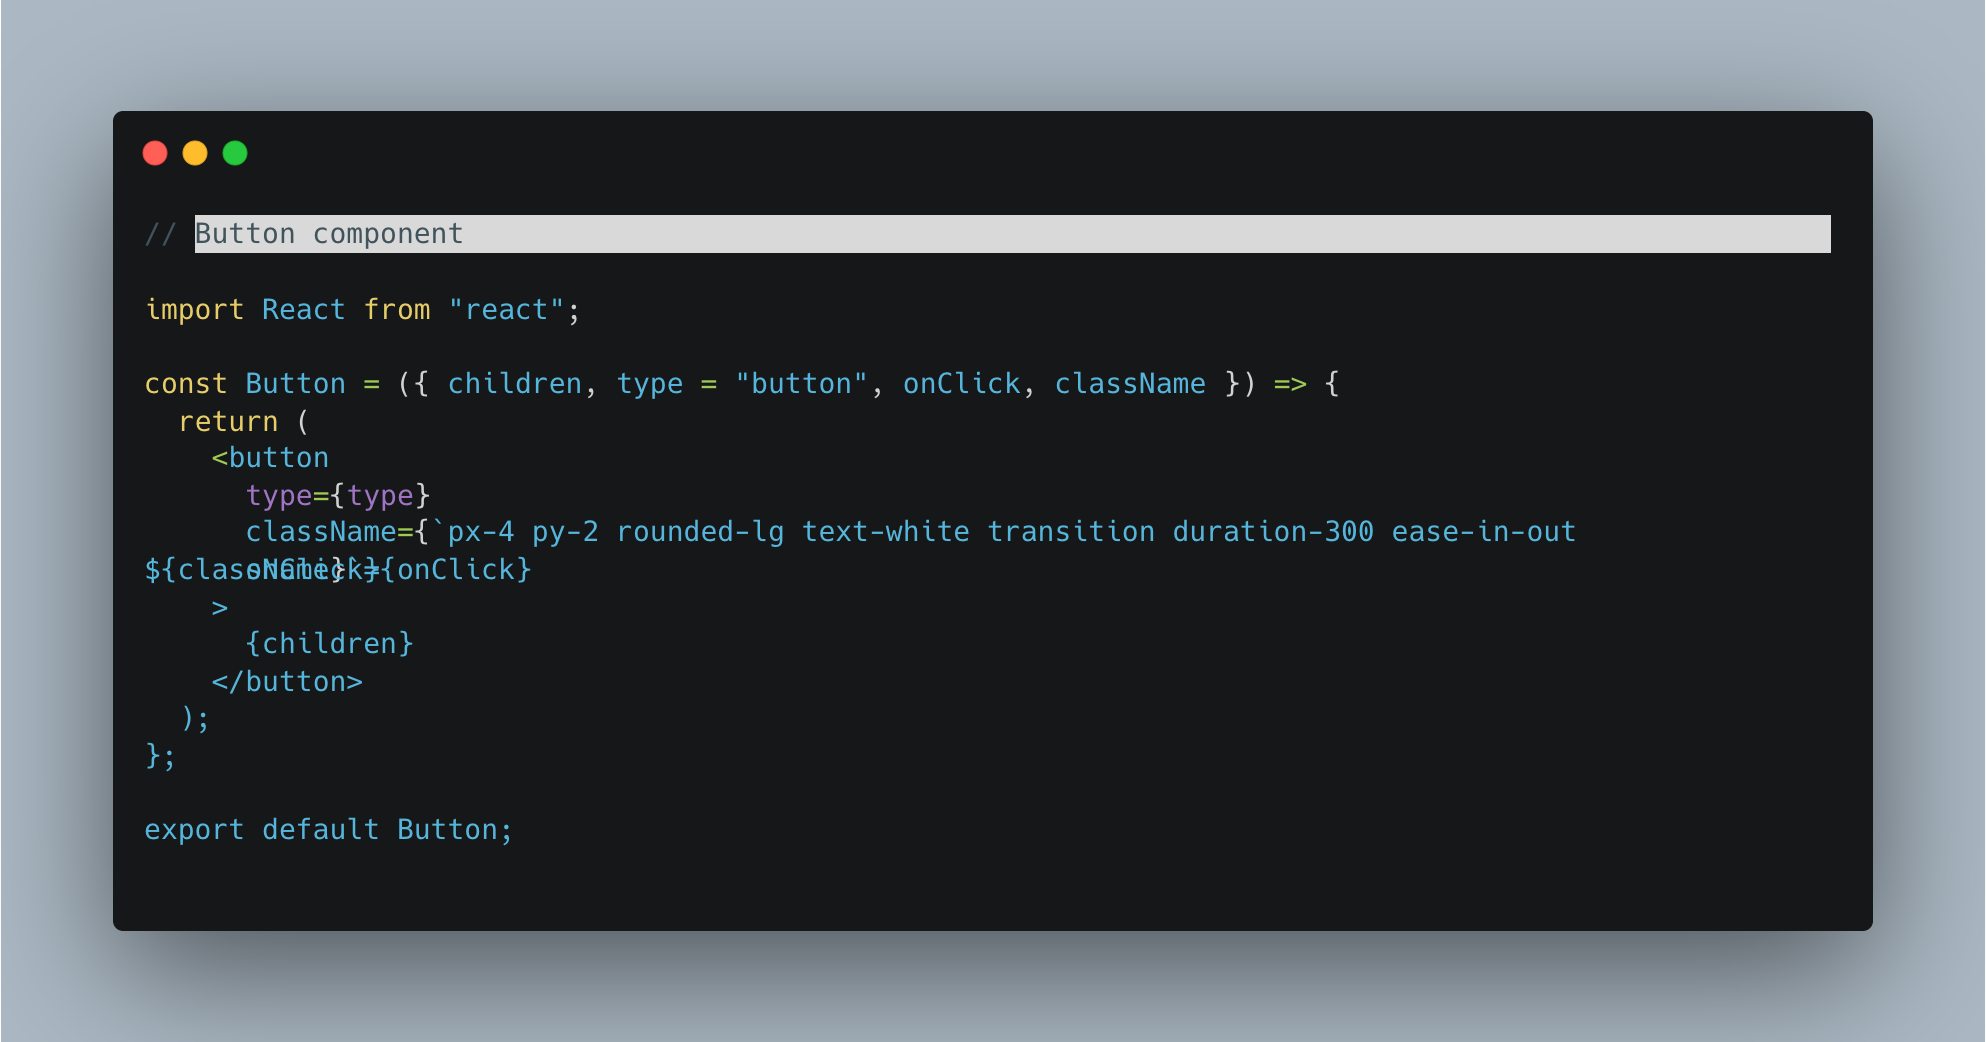 // Button component
import React from "react";
const Button = ({ children, type = "button", onClick, className }) => {
  return (
    <button
      type={type}
      className={`px-4 py-2 rounded-lg text-white transition duration-300 ease-in-out
${className}`}
      onClick={onClick}
    >
      {children}
    </button>
  );
};
export default Button;